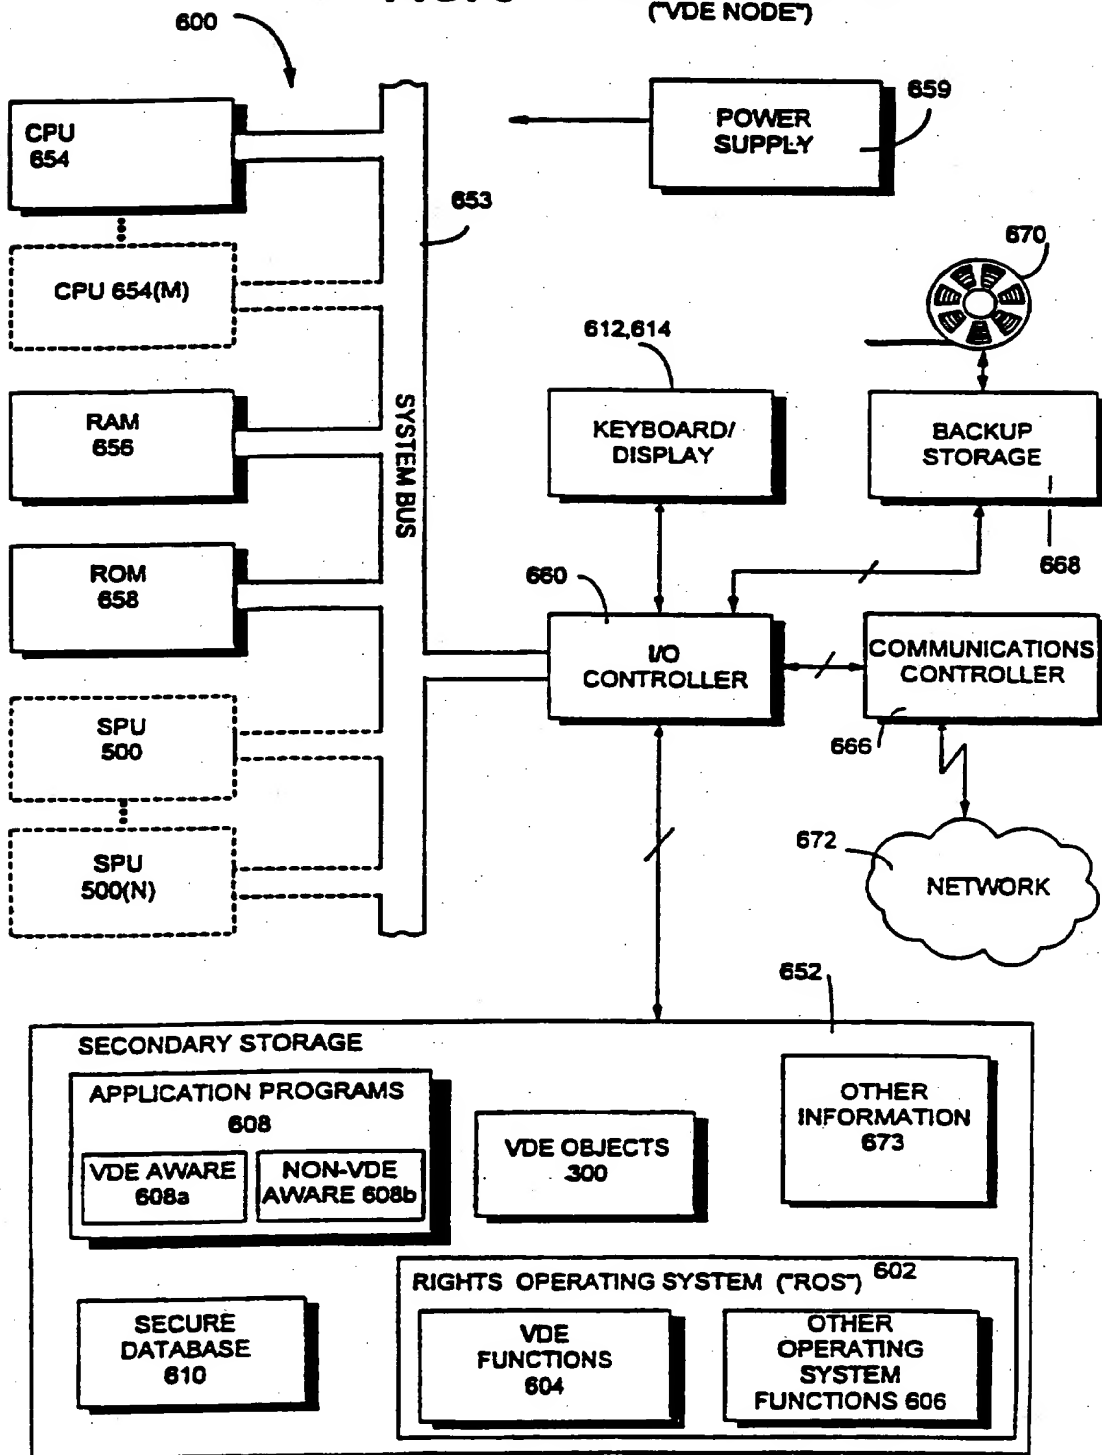 ("VDE NODE")
600
CPU
654
CPU 654(M)
RAM
656
ROM
658
SPU
500
SPU
500(N)
SYSTEM BUS
653
POWER
SUPPLY
659
670
612,614
KEYBOARD/
DISPLAY
BACKUP
STORAGE
668
660
I/O
CONTROLLER
COMMUNICATIONS
CONTROLLER
666
672
NETWORK
652
SECONDARY STORAGE
APPLICATION PROGRAMS
608
VDE AWARE
608a
NON-VDE
AWARE 608b
VDE OBJECTS
300
OTHER
INFORMATION
673
SECURE
DATABASE
610
RIGHTS OPERATING SYSTEM ("ROS") 602
VDE
FUNCTIONS
604
OTHER
OPERATING
SYSTEM
FUNCTIONS 606